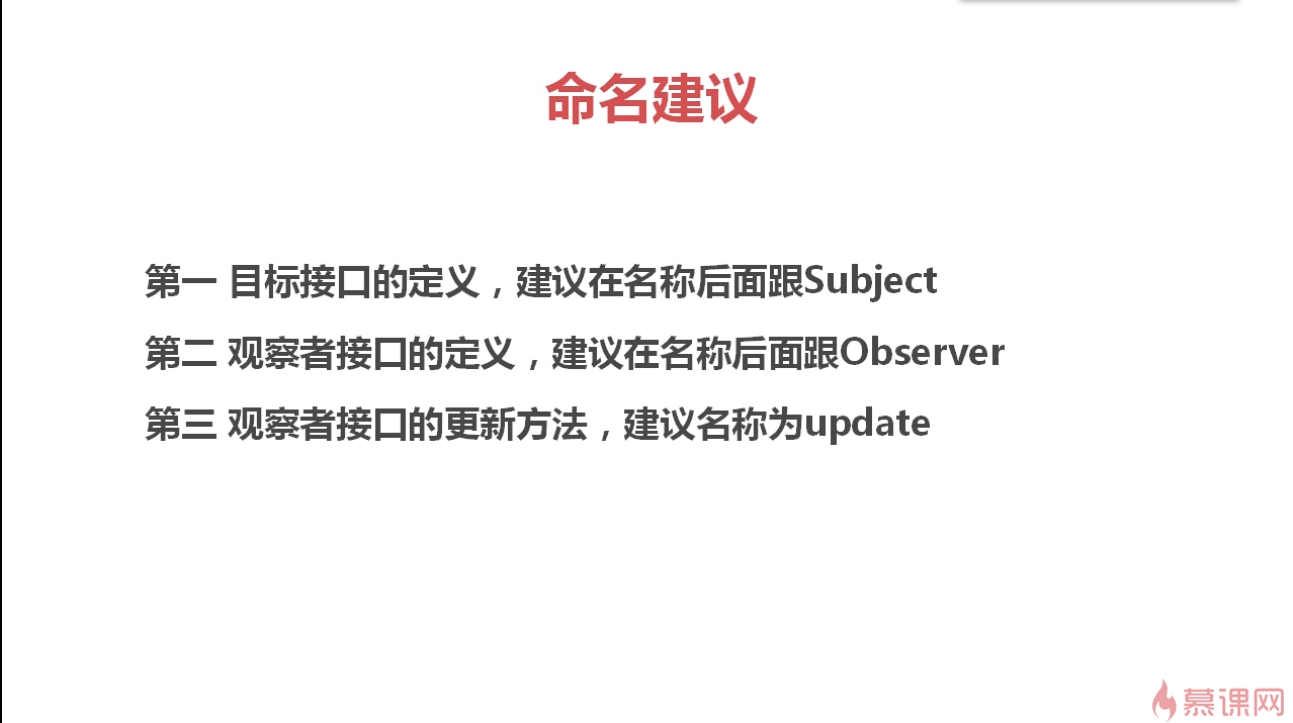 命名建议
第一 目标接口的定义，建议在名称后面跟Subject
第二 观察者接口的定义，建议在名称后面跟Observer
第三 观察者接口的更新方法，建议名称为update
慕课网